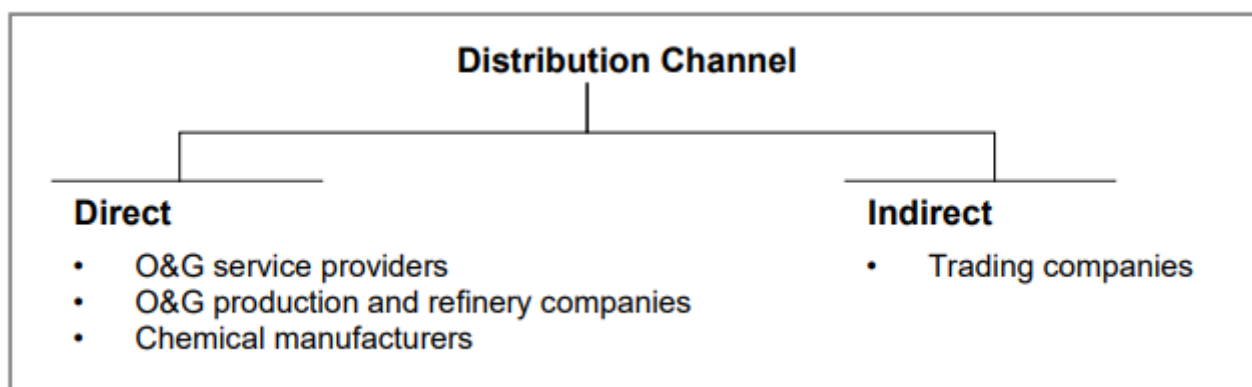 Distribution Channel
Direct
• O&G service providers
• O&G production and refinery companies
• Chemical manufacturers
Indirect
• Trading companies